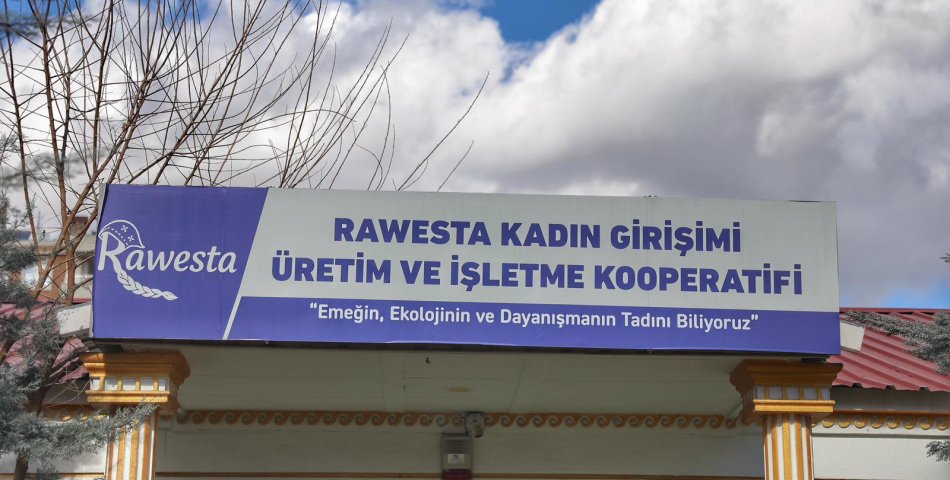 Rawesta
RAWESTA KADIN GİRİŞİMİ
ÜRETİM VE İŞLETME KOOPERATİFİ
“Emeğin, Ekolojinin ve Dayanışmanın Tadını Biliyoruz”